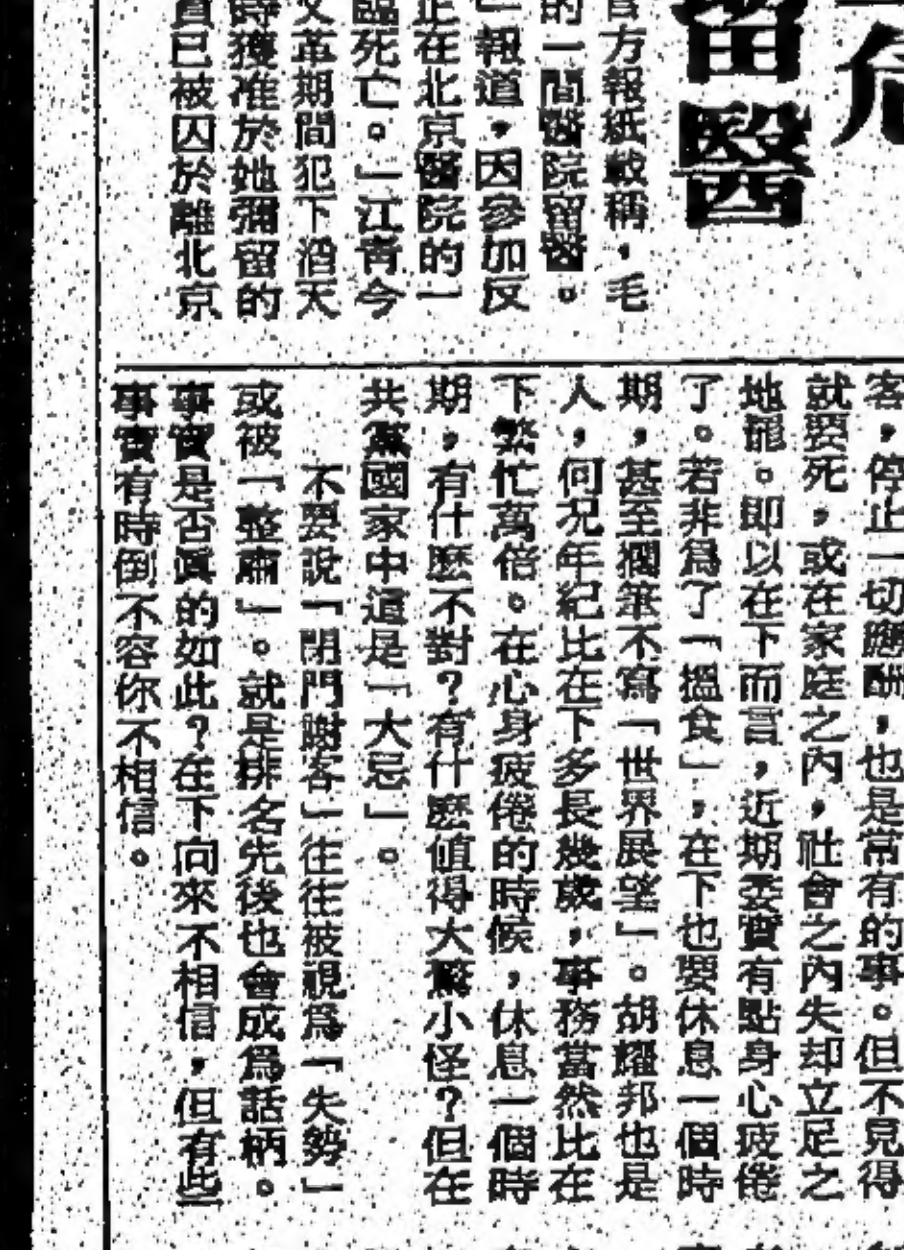 危
留醫
官方報紙載稱，毛
的一間醫院留醫。
」報道，因參加反
正在北京醫院的一
臨死亡。」江青今
文革期間犯下滔天
時獲准於她彌留的
直已被囚於離北京
客，停止一切應酬，也是常有的事。但不見得
就要死，或在家庭之內，社會之內失却立足之
地罷。即以在下而言，近期委實有點身心疲倦
了。若非爲了「搵食」，在下也要休息一個時
期，甚至擱筆不寫「世界展望」。胡耀邦也是
人，何況年紀比在下多長幾歲，事務當然比在
下繁忙萬倍。在心身疲倦的時候，休息一個時
期，有什麽不對？有什麽值得大驚小怪？但在
共黨國家中這是「大忌」。
不要說「閉門謝客」往往被視爲「失勢」
或被「整肅」。就是排名先後也會成爲話柄。
事實是否眞的如此？在下向來不相信，但有些
事實有時倒不容你不相信。